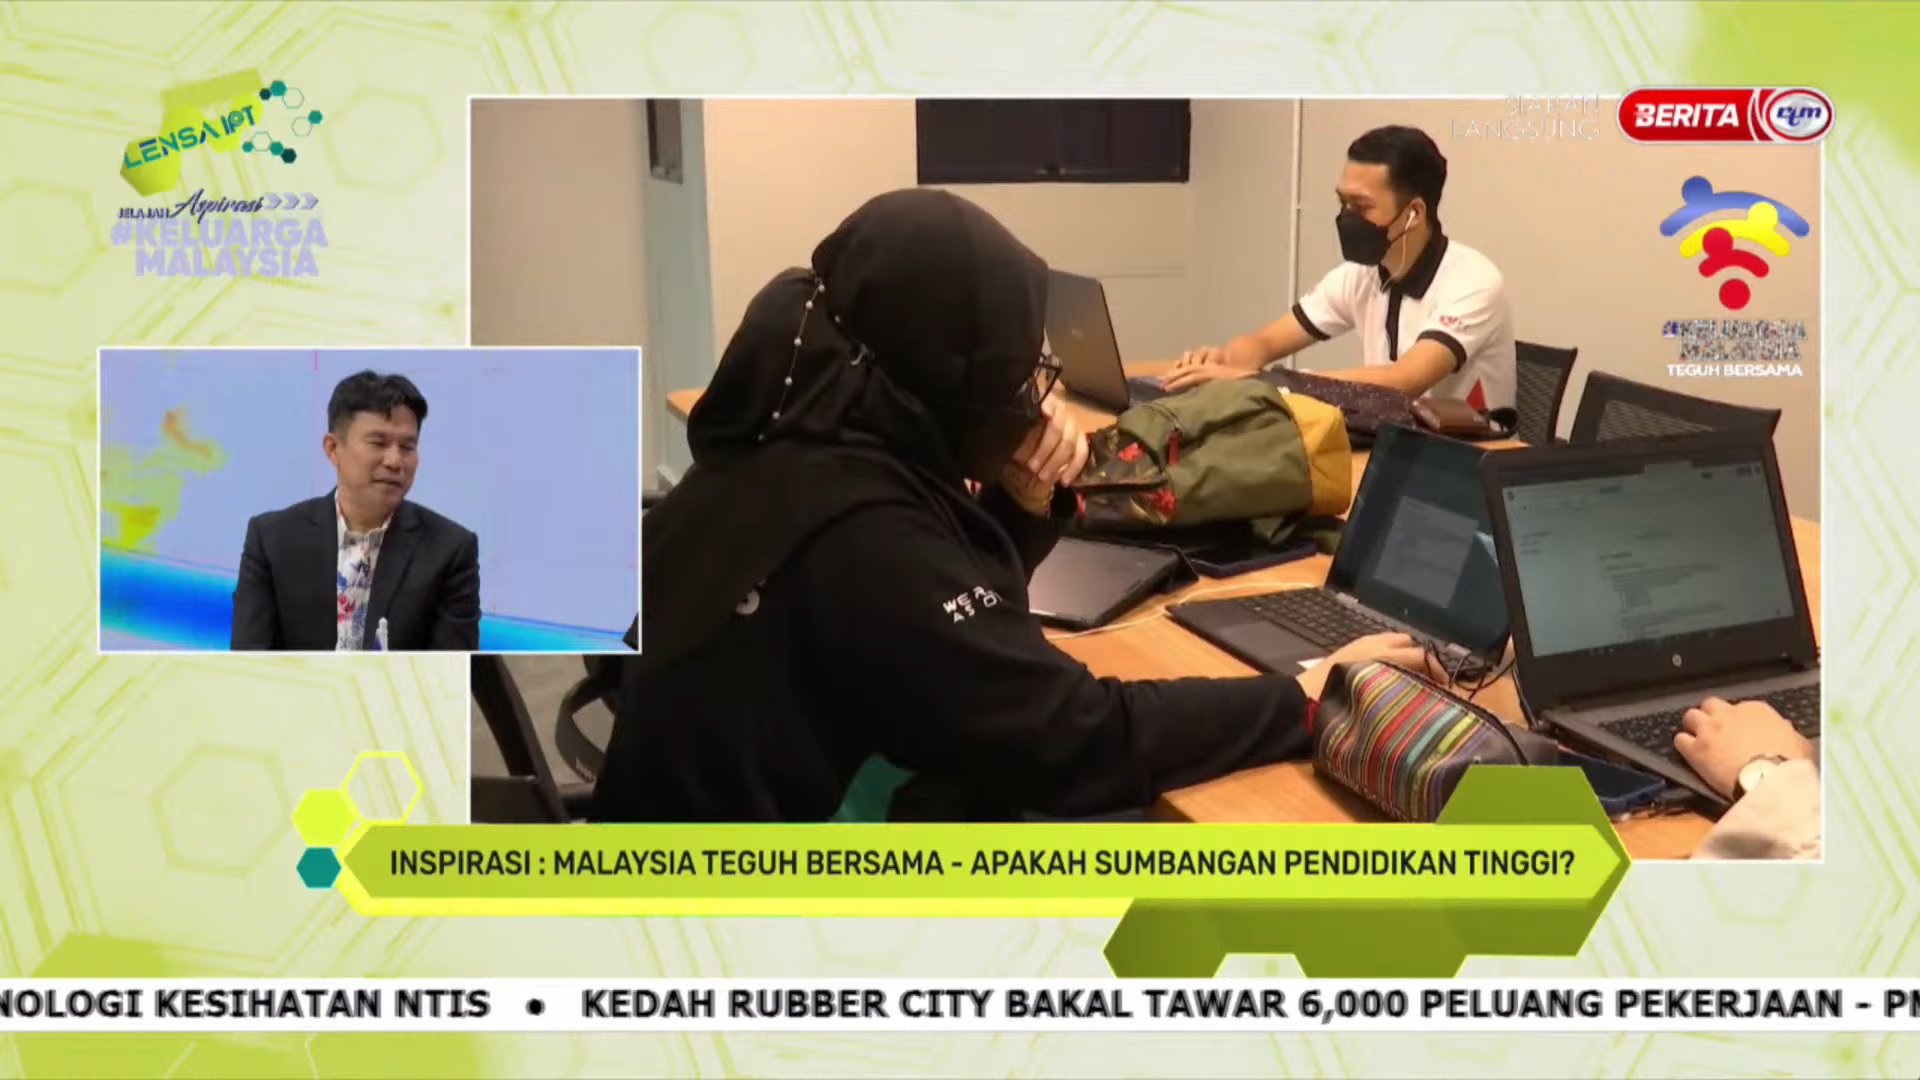 LENSA IPT
JELAJAH Aspirasi
#KELUARGA
MALAYSIA
SIARAN
LANGSUNG
BERITA rtm
#KELUARGA
MALAYSIA
TEGUH BERSAMA
INSPIRASI : MALAYSIA TEGUH BERSAMA - APAKAH SUMBANGAN PENDIDIKAN TINGGI?
NOLOGI KESIHATAN NTIS • KEDAH RUBBER CITY BAKAL TAWAR 6,000 PELUANG PEKERJAAN - PM